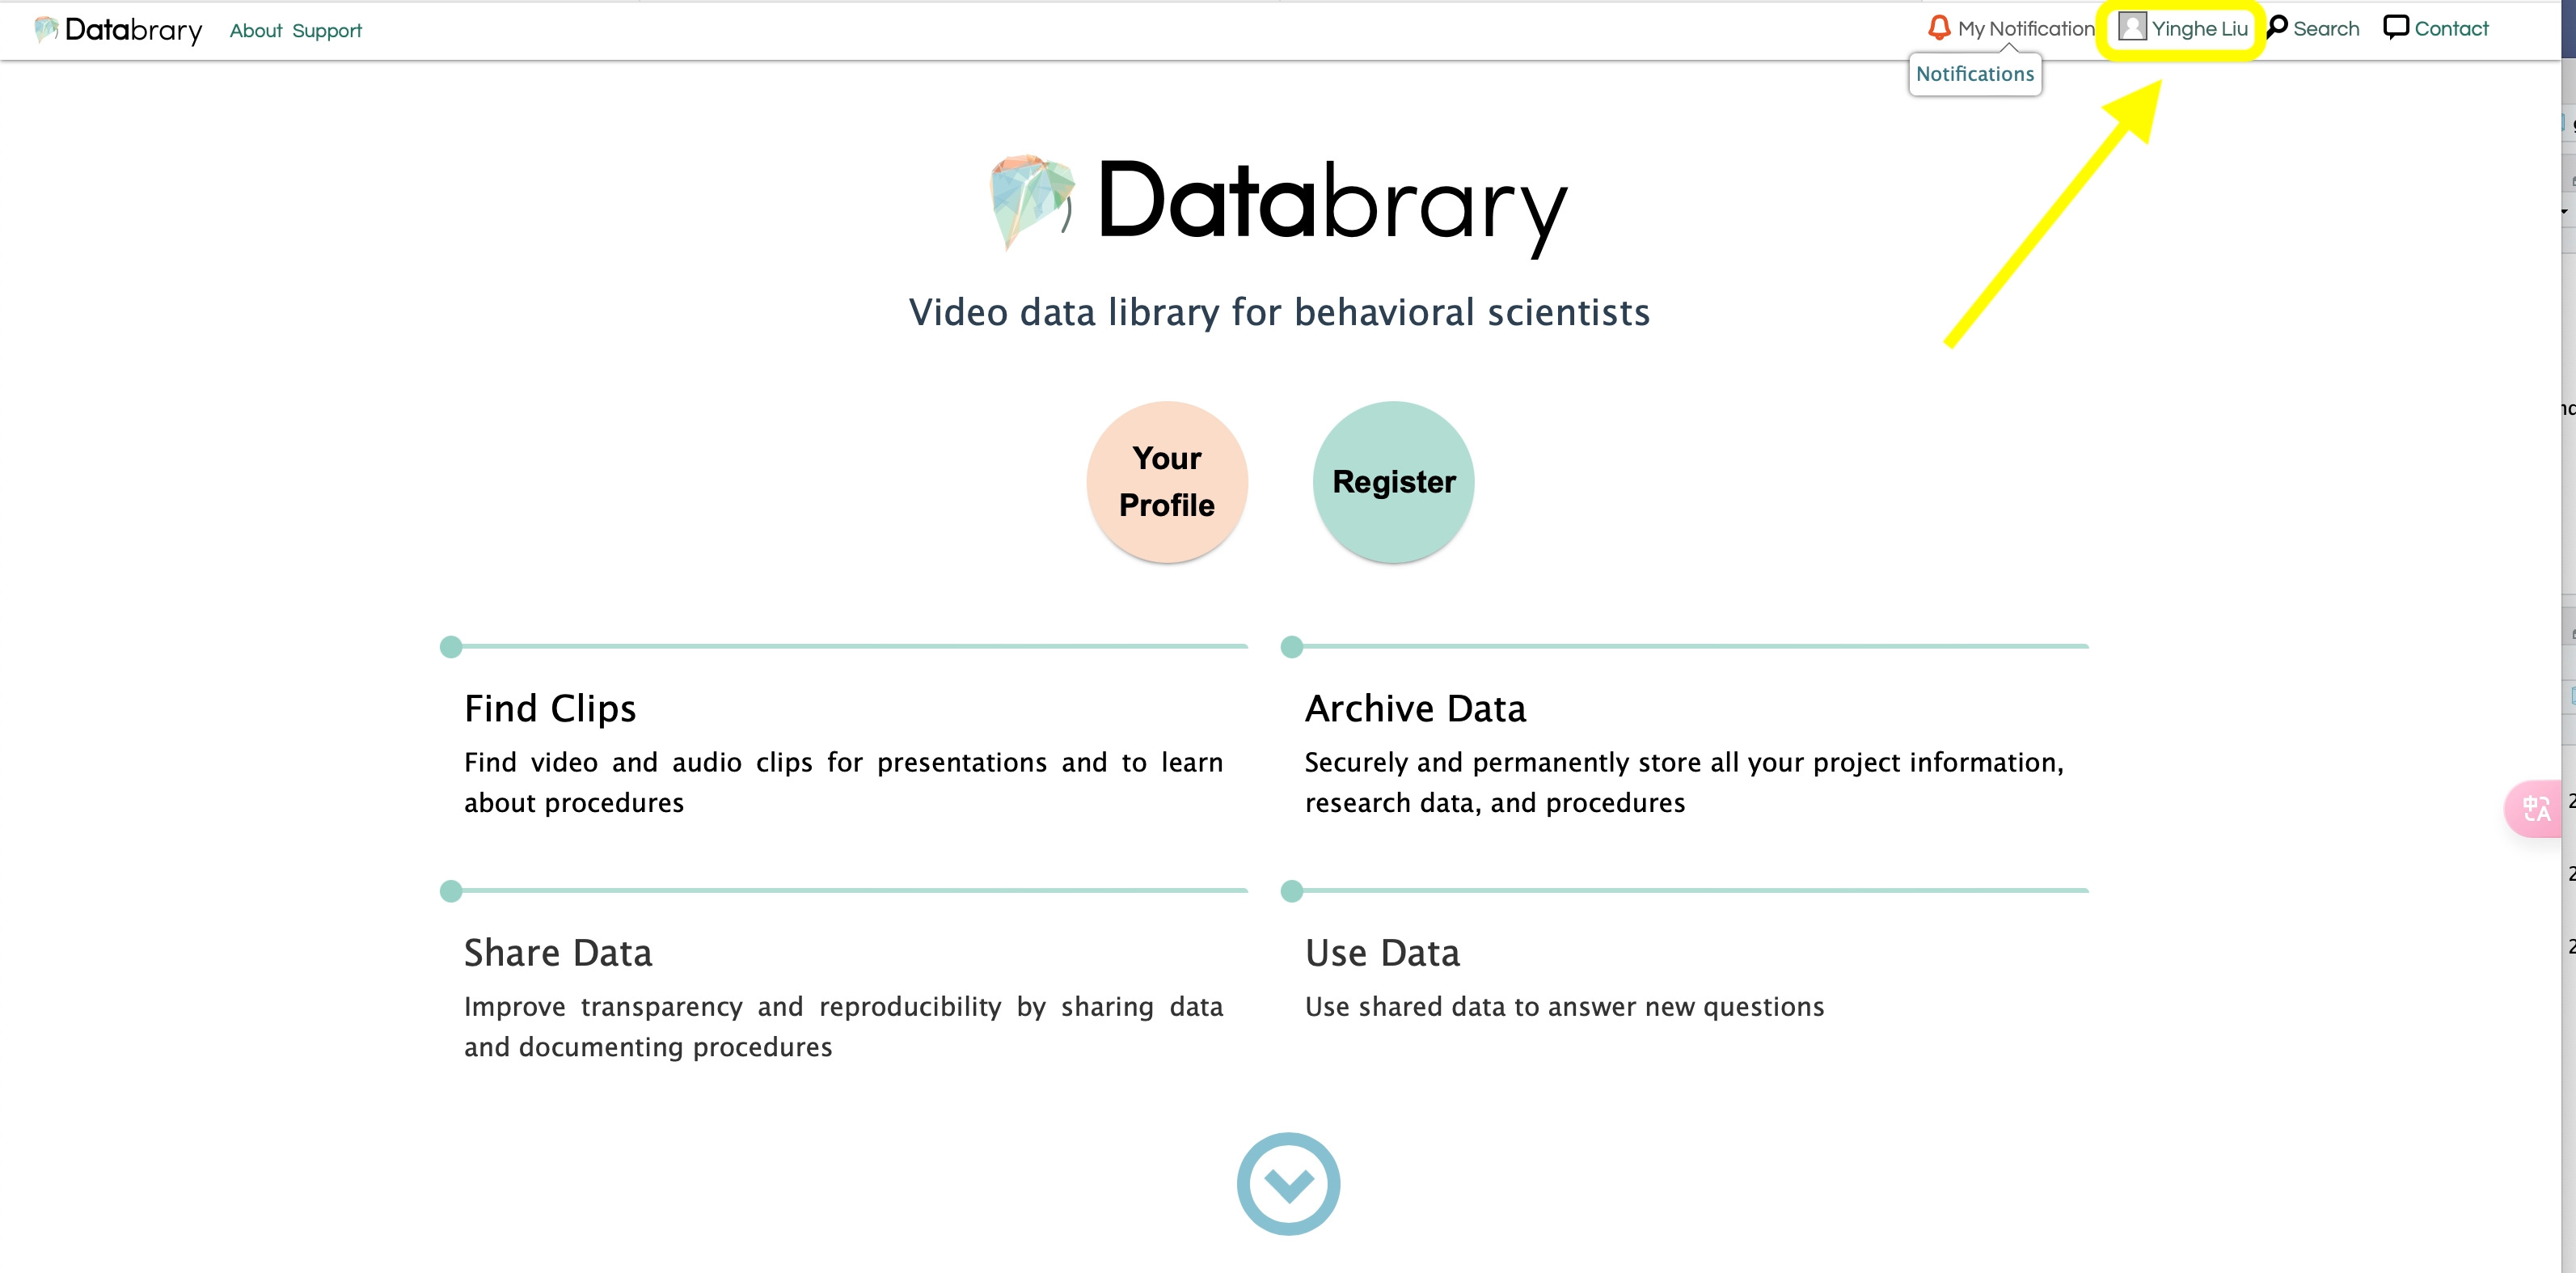 Databrary About Support My Notification Yinghe Liu Search Contact
Notifications
Databrary
Video data library for behavioral scientists
Your
Profile
Register
Find Clips
Find video and audio clips for presentations and to learn
about procedures
Archive Data
Securely and permanently store all your project information,
research data, and procedures
Share Data
Improve transparency and reproducibility by sharing data
and documenting procedures
Use Data
Use shared data to answer new questions
中A